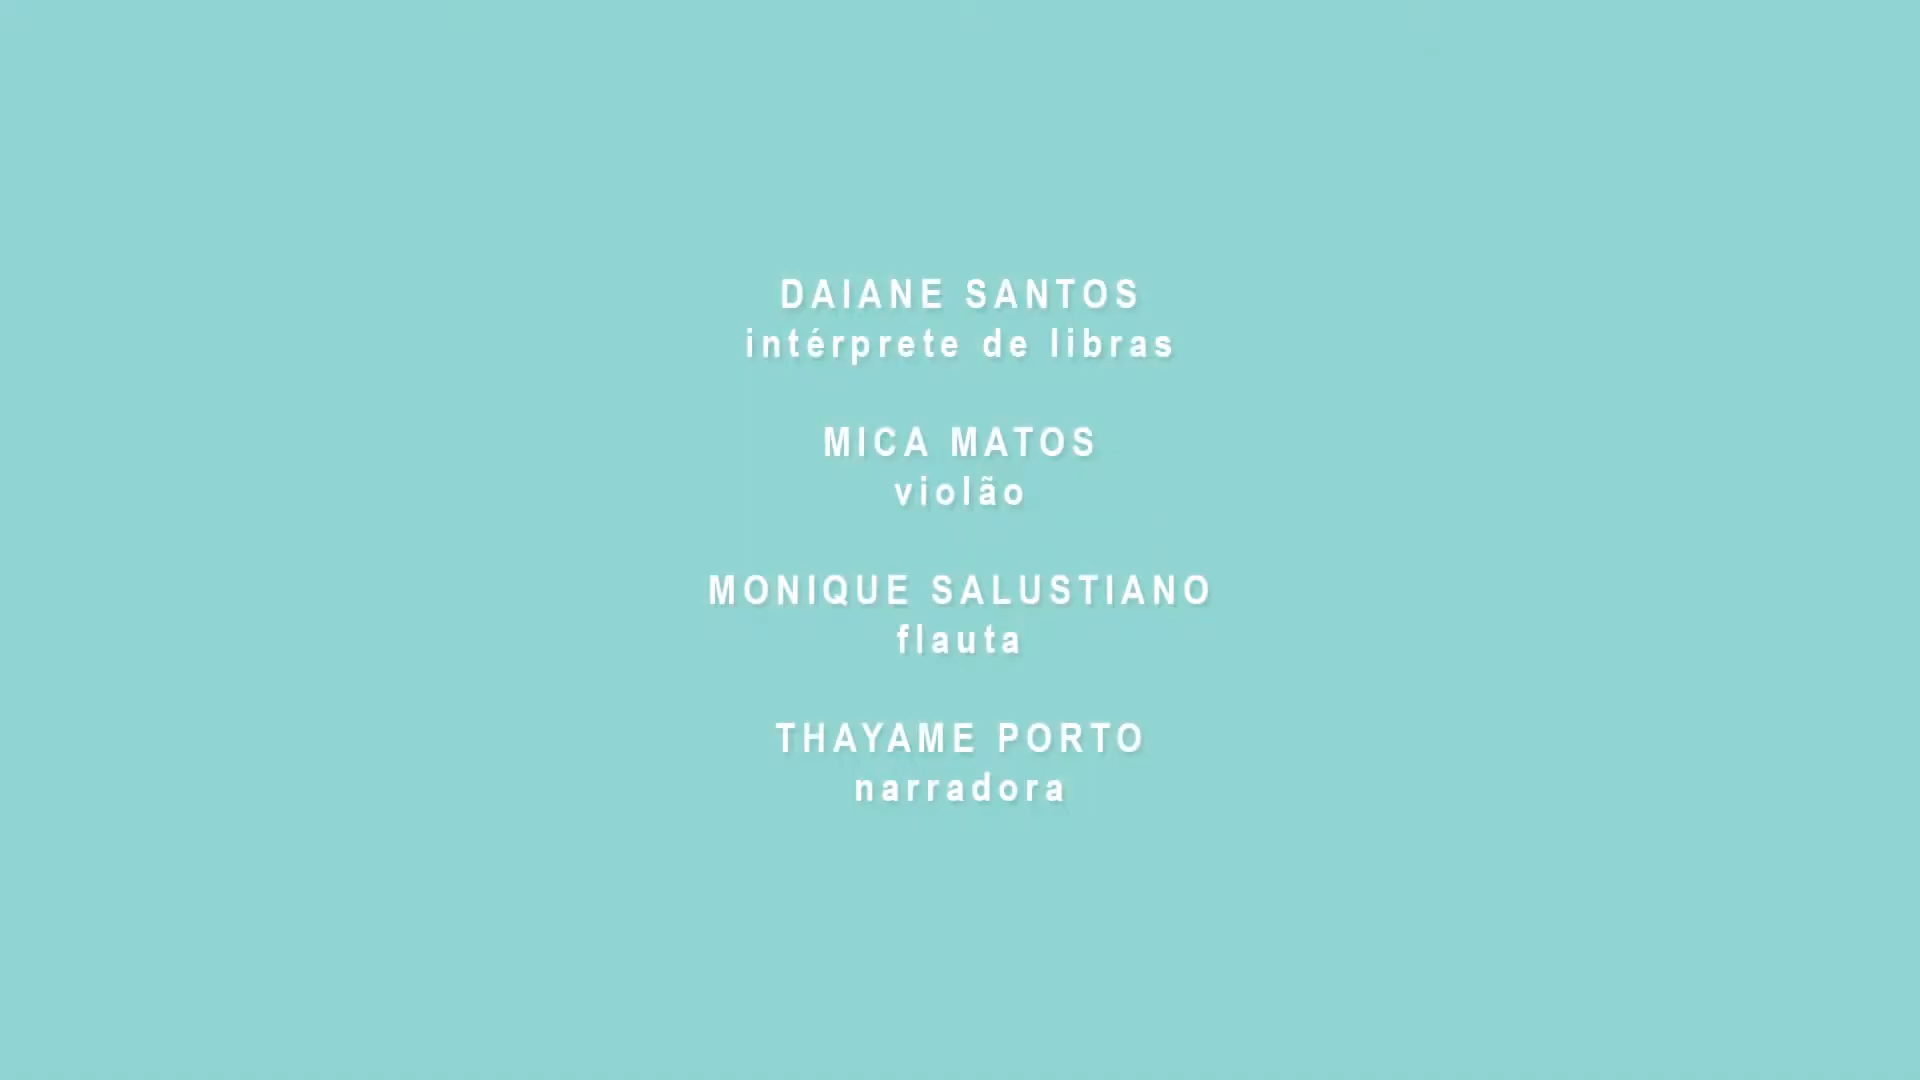 DAIANE SANTOS
intérprete de libras
MICA MATOS
violão
MONIQUE SALUSTIANO
flauta
THAYAME PORTO
narradora